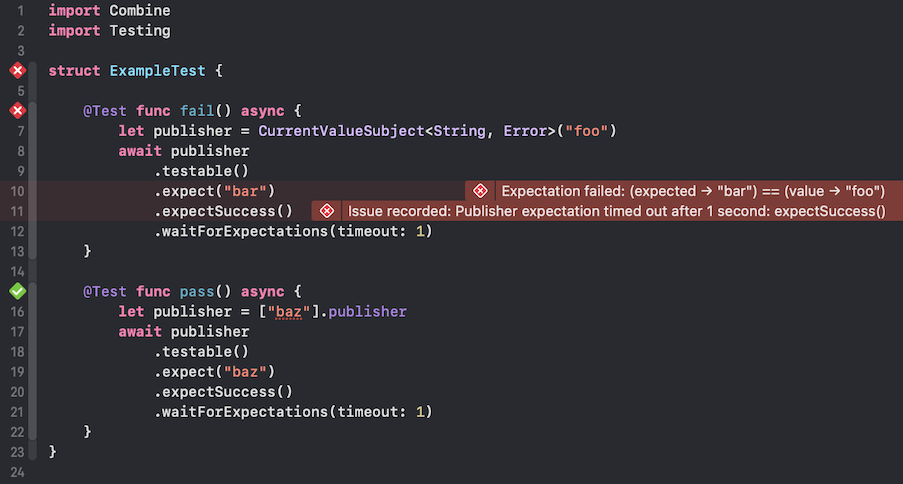 1 import Combine
2 import Testing
3
struct ExampleTest {
5
@Test func fail() async {
7 let publisher = CurrentValueSubject<String, Error>("foo")
8 await publisher
9 .testable()
10 .expect("bar") Expectation failed: (expected → "bar") == (value → "foo")
11 .expectSuccess() Issue recorded: Publisher expectation timed out after 1 second: expectSuccess()
12 .waitForExpectations(timeout: 1)
13 }
14
@Test func pass() async {
16 let publisher = ["baz"].publisher
17 await publisher
18 .testable()
19 .expect("baz")
20 .expectSuccess()
21 .waitForExpectations(timeout: 1)
22 }
23 }
24